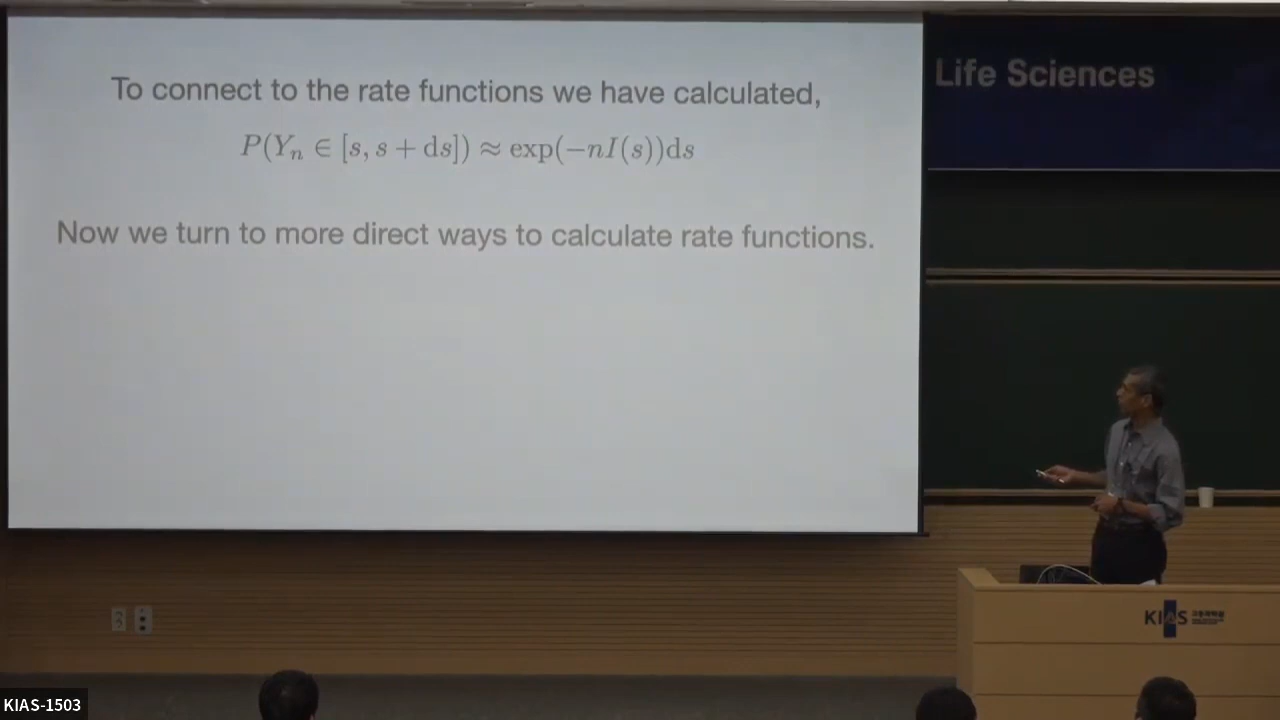 To connect to the rate functions we have calculated,
P(Yₙ ∈ [s, s + ds]) ≈ exp(−nI(s))ds
Now we turn to more direct ways to calculate rate functions.
Life Sciences
KIAS
KIAS-1503